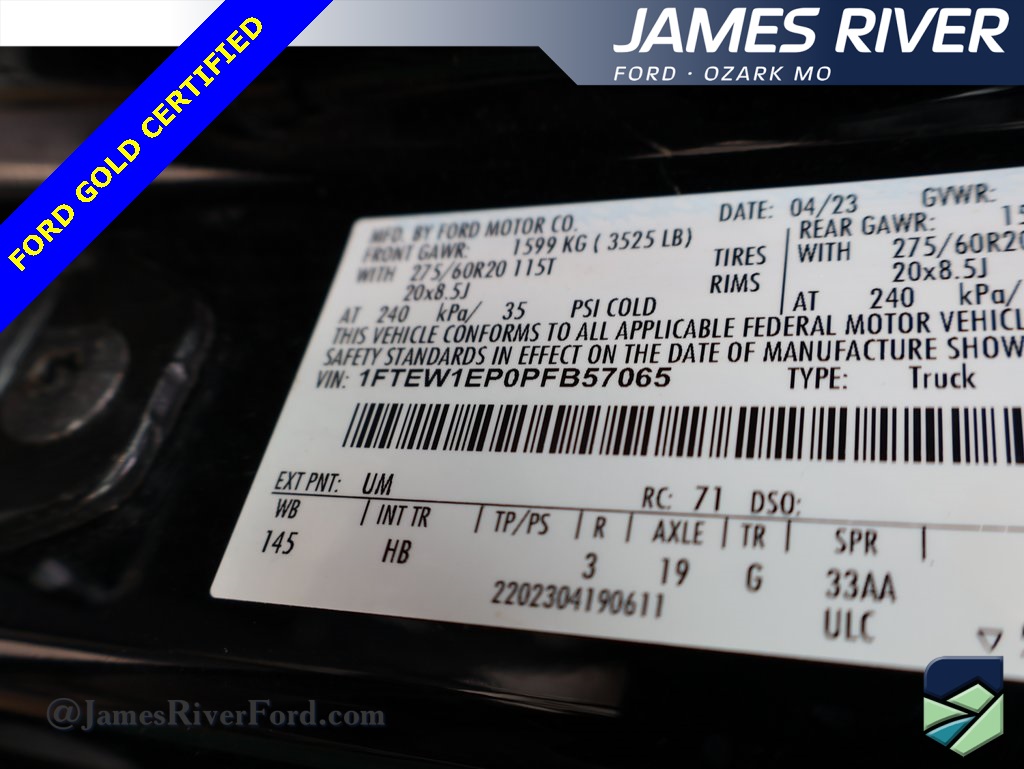 JAMES RIVER
FORD · OZARK MO
FORD GOLD CERTIFIED
MFD. BY FORD MOTOR CO. DATE: 04/23 GVWR:
FRONT GAWR: 1599 KG ( 3525 LB) REAR GAWR: 15
WITH 275/60R20 115T TIRES WITH 275/60R20
20x8.5J RIMS 20x8.5J
AT 240 kPa/ 35 PSI COLD AT 240 kPa/
THIS VEHICLE CONFORMS TO ALL APPLICABLE FEDERAL MOTOR VEHICL
SAFETY STANDARDS IN EFFECT ON THE DATE OF MANUFACTURE SHOW
VIN: 1FTEW1EP0PFB57065 TYPE: Truck
EXT PNT: UM RC: 71 DSO:
WB INT TR TP/PS R AXLE TR SPR
145 HB 3 19 G 33AA
2202304190611 ULC
@JamesRiverFord.com